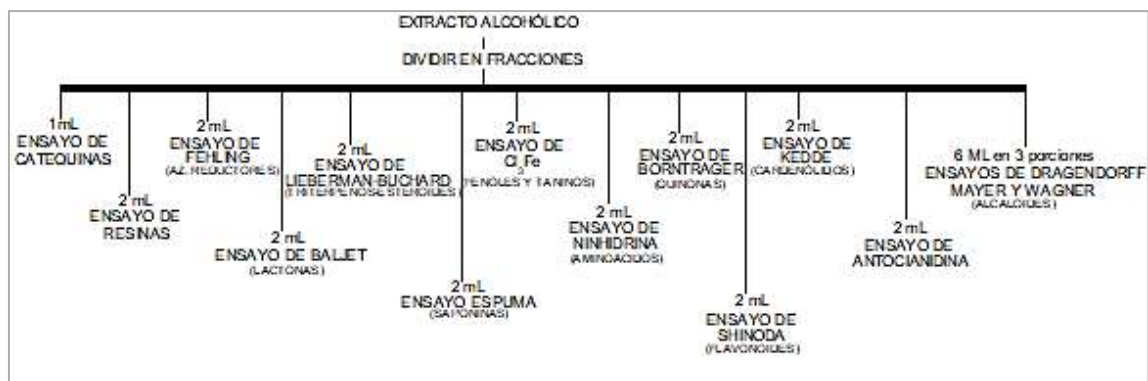 EXTRACTO ALCOHÓLICO
DIVIDIR EN FRACCIONES
1mL
ENSAYO DE
CATEQUINAS
2 mL
ENSAYO DE
RESINAS
2 mL
ENSAYO DE
FEHLING
(AZ. REDUCTORES)
2 mL
ENSAYO DE BALJET
(LACTONAS)
2 mL
ENSAYO DE
LIEBERMAN-BUCHARD
(TRITERPENOS E STEROIDES)
2 mL
ENSAYO ESPUMA
(SAPONINAS)
2 mL
ENSAYO DE
Cl3Fe
(FENOLES Y TANINOS)
2 mL
ENSAYO DE
NINHIDRINA
(AMINOÁCIDOS)
2 mL
ENSAYO DE
BORNTRAGER
(QUINONAS)
2 mL
ENSAYO DE
SHINODA
(FLAVONOIDES)
2 mL
ENSAYO DE
KEDDE
(CARDENÓLIDOS)
2 mL
ENSAYO DE
ANTOCIANIDINA
6 ML en 3 porciones
ENSAYOS DE DRAGENDORFF
MAYER Y WAGNER
(ALCALOIDES)